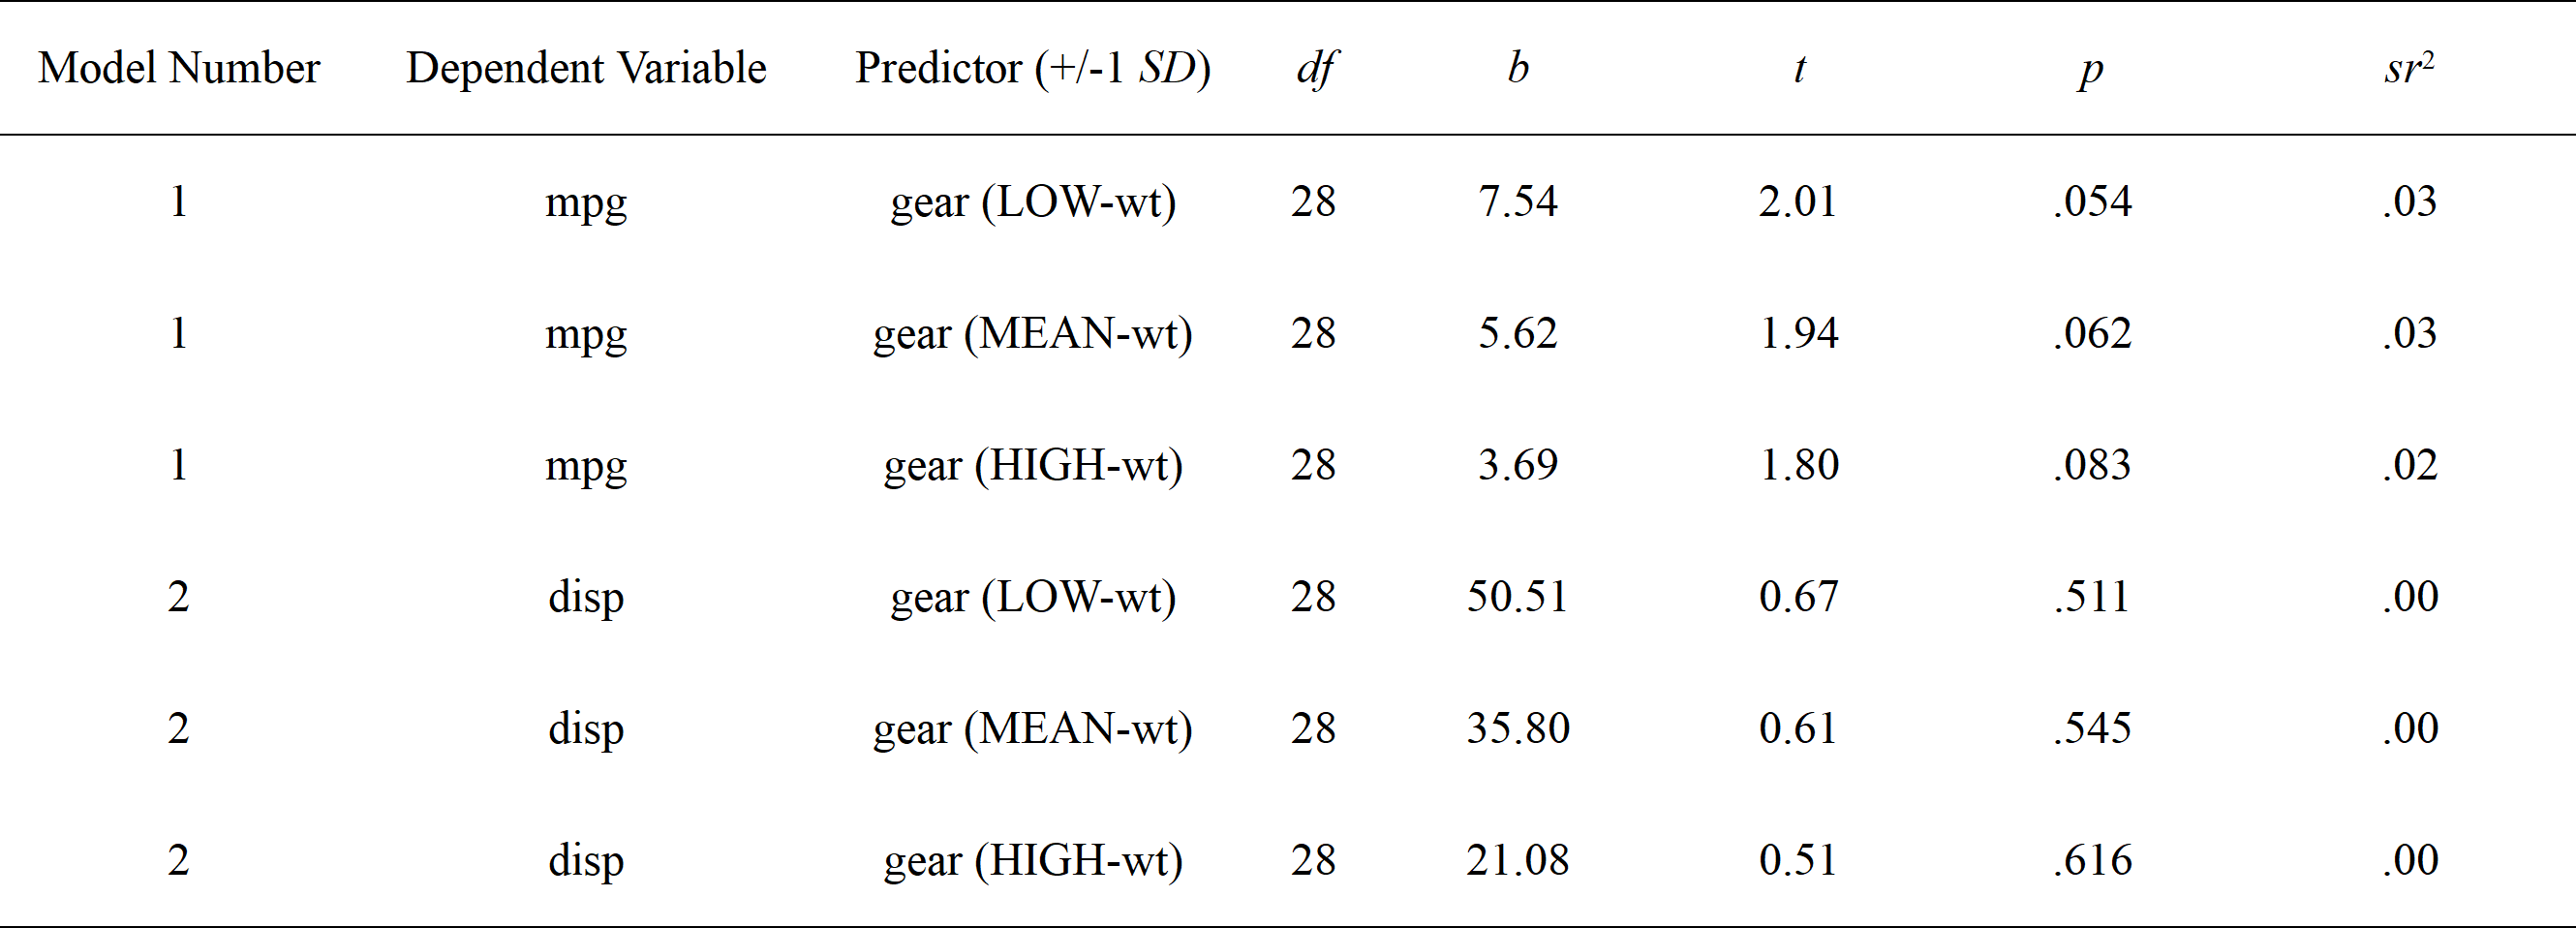 Model Number Dependent Variable Predictor (+/-1 SD) df b t p sr²
1 mpg gear (LOW-wt) 28 7.54 2.01 .054 .03
1 mpg gear (MEAN-wt) 28 5.62 1.94 .062 .03
1 mpg gear (HIGH-wt) 28 3.69 1.80 .083 .02
2 disp gear (LOW-wt) 28 50.51 0.67 .511 .00
2 disp gear (MEAN-wt) 28 35.80 0.61 .545 .00
2 disp gear (HIGH-wt) 28 21.08 0.51 .616 .00